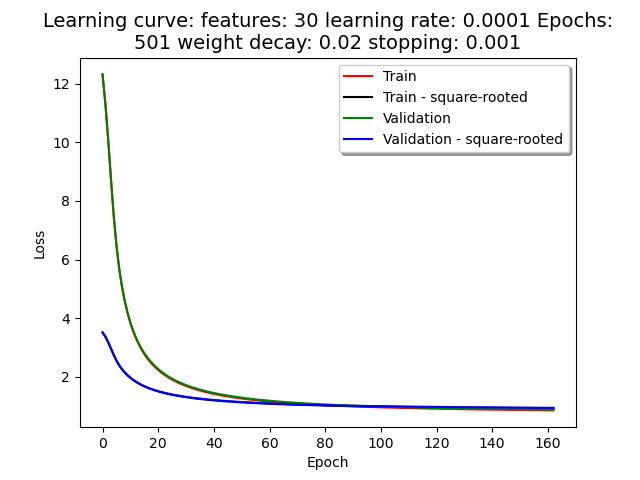 Learning curve: features: 30 learning rate: 0.0001 Epochs:
501 weight decay: 0.02 stopping: 0.001
Train
Train - square-rooted
Validation
Validation - square-rooted
Loss
12
10
8
6
4
2
0
20
40
60
80
100
120
140
160
Epoch